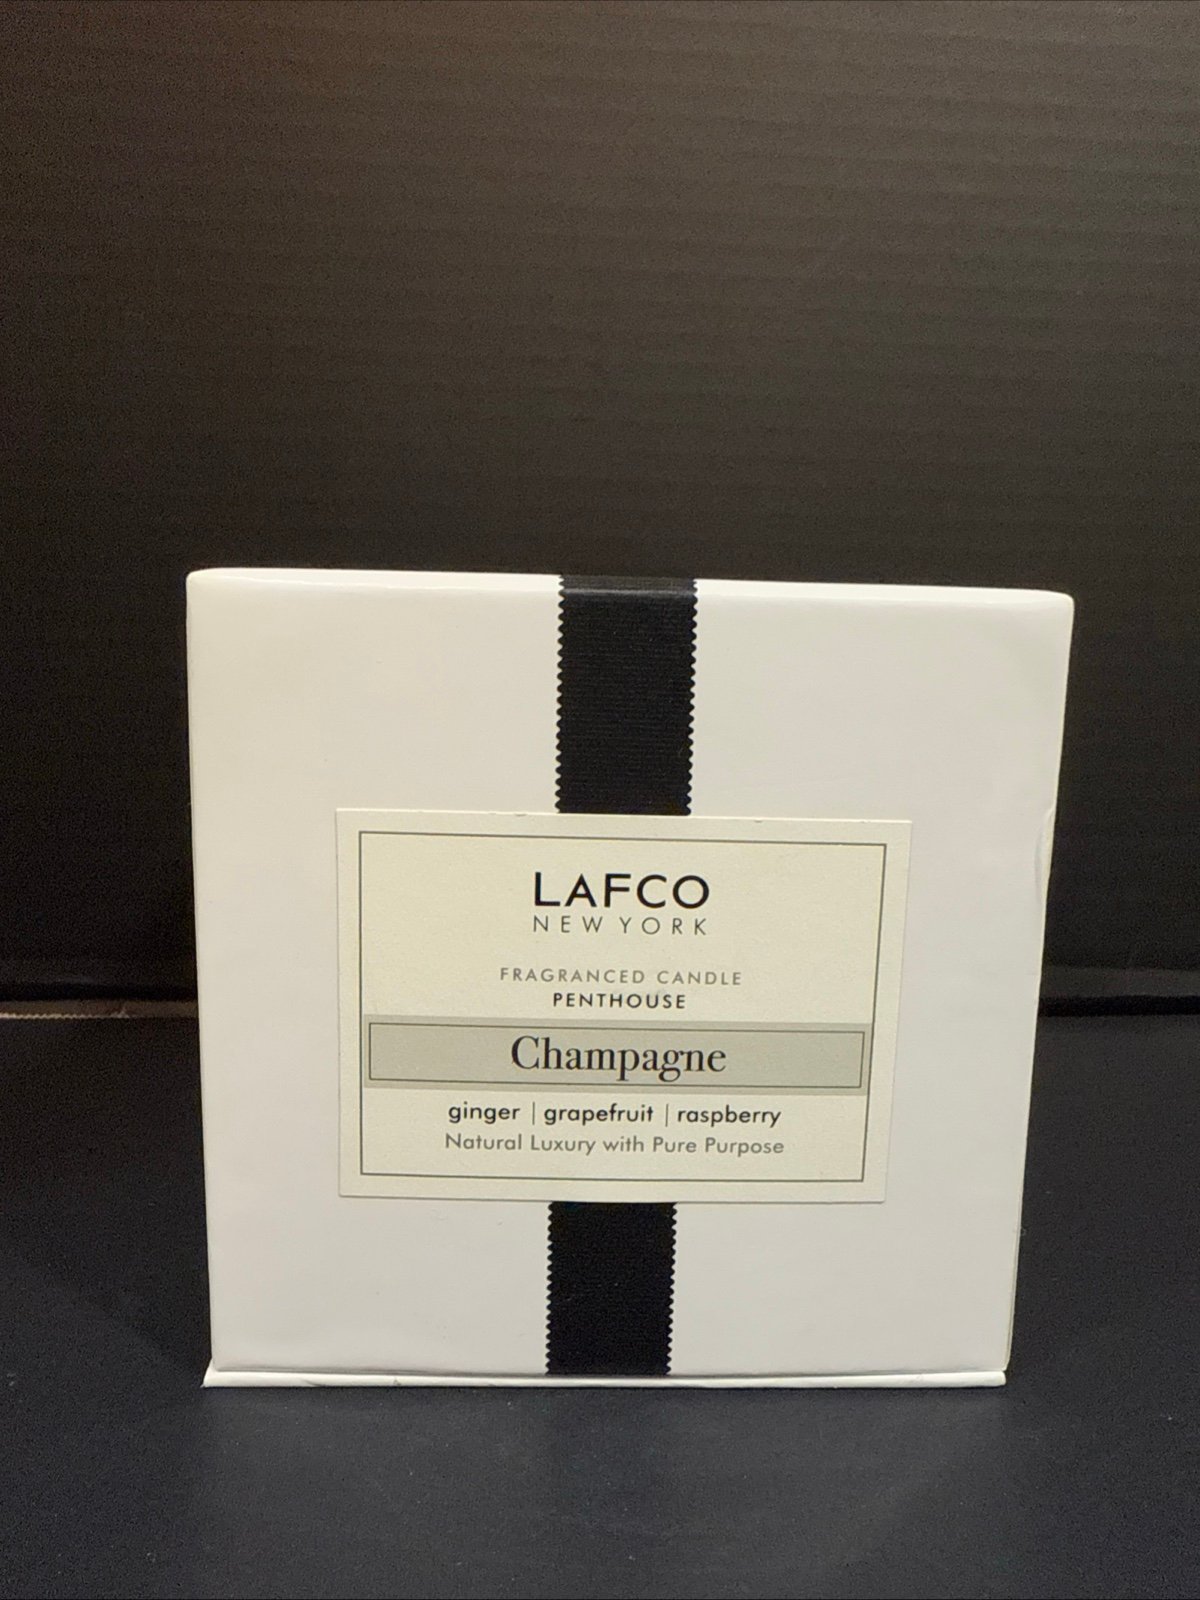 LAFCO
NEW YORK
FRAGRANCED CANDLE
PENTHOUSE
Champagne
ginger | grapefruit | raspberry
Natural Luxury with Pure Purpose